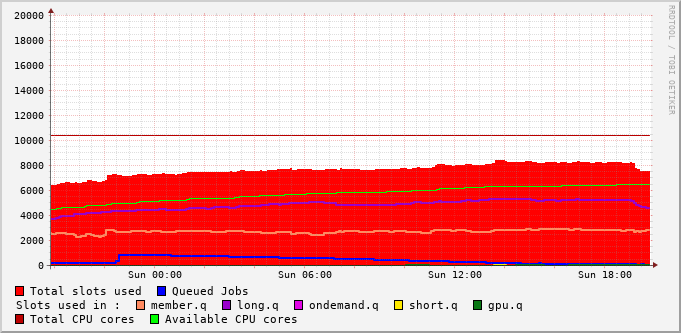 RRDTOOL / TOBI OETIKER
20000
18000
16000
14000
12000
10000
8000
6000
4000
2000
0
Sun 00:00 Sun 06:00 Sun 12:00 Sun 18:00
Total slots used Queued Jobs
Slots used in : member.q long.q ondemand.q short.q gpu.q
Total CPU cores Available CPU cores